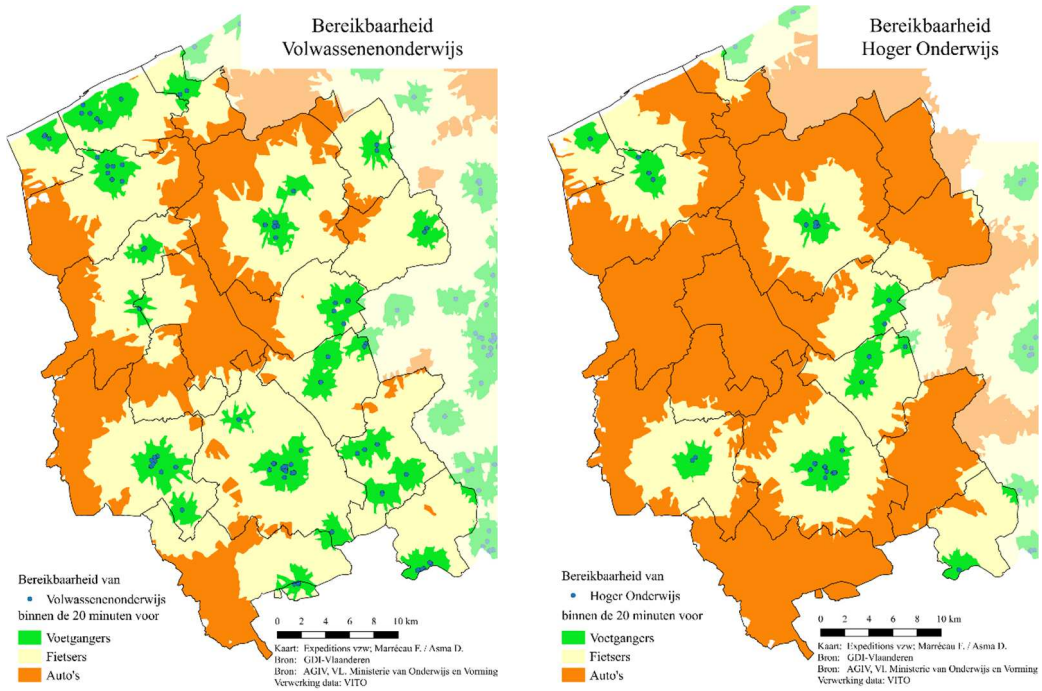 Bereikbaarheid
Volwassenenonderwijs
Bereikbaarheid van
Volwassenenonderwijs
binnen de 20 minuten voor
Voetgangers
Fietsers
Auto's
0 2 4 6 8 10 km
Kaart: Expeditions vzw; Marrécau F. / Asma D.
Bron: GDI-Vlaanderen
Bron: AGIV, VL. Ministerie van Onderwijs en Vorming
Verwerking data: VITO
Bereikbaarheid
Hoger Onderwijs
Bereikbaarheid van
Hoger Onderwijs
binnen de 20 minuten voor
Voetgangers
Fietsers
Auto's
0 2 4 6 8 10 km
Kaart: Expeditions vzw; Marrécau F. / Asma D.
Bron: GDI-Vlaanderen
Bron: AGIV, Vl. Ministerie van Onderwijs en Vorming
Verwerking data: VITO